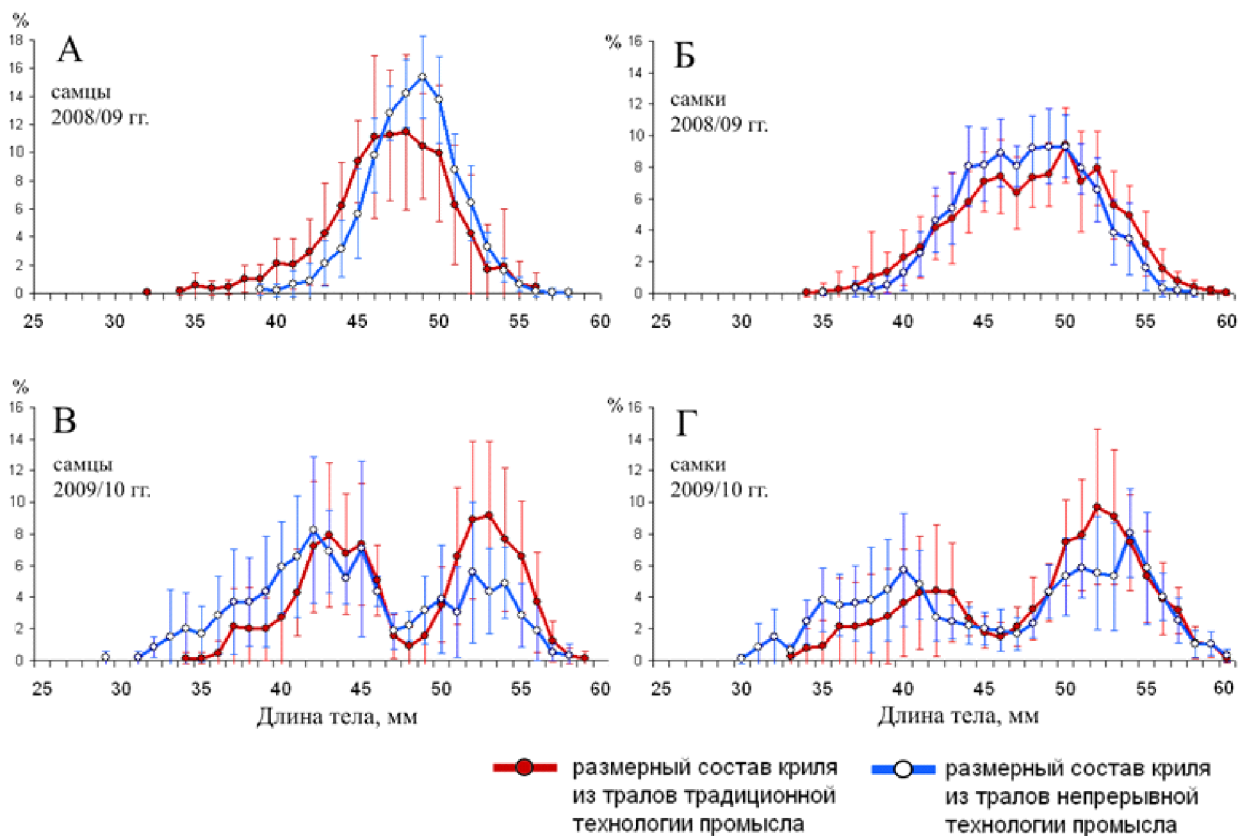 %
18
16
14
12
10
8
6
4
2
0
А
самцы
2008/09 гг.
25 30 35 40 45 50 55 60
%
16
14
12
10
8
6
4
2
0
Б
самки
2008/09 гг.
25 30 35 40 45 50 55 60
%
16
14
12
10
8
6
4
2
0
В
самцы
2009/10 гг.
25 30 35 40 45 50 55 60
Длина тела, мм
%
16
14
12
10
8
6
4
2
0
Г
самки
2009/10 гг.
25 30 35 40 45 50 55 60
Длина тела, мм
размерный состав криля
из тралов традиционной
технологии промысла
размерный состав криля
из тралов непрерывной
технологии промысла